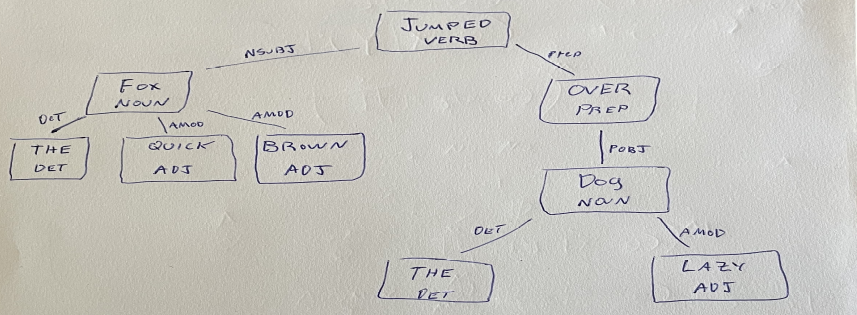 JUMPED
VERB
NSUBJ
PREP
FOX
NOUN
OVER
PREP
DET
AMOD
AMOD
THE
DET
QUICK
ADJ
BROWN
ADJ
POBJ
DOG
NOUN
DET
AMOD
THE
DET
LAZY
ADJ